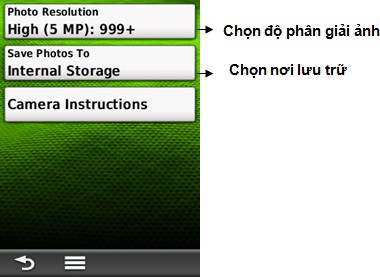 Photo Resolution
High (5 MP): 999+
Chọn độ phân giải ảnh
Save Photos To
Internal Storage
Chọn nơi lưu trữ
Camera Instructions